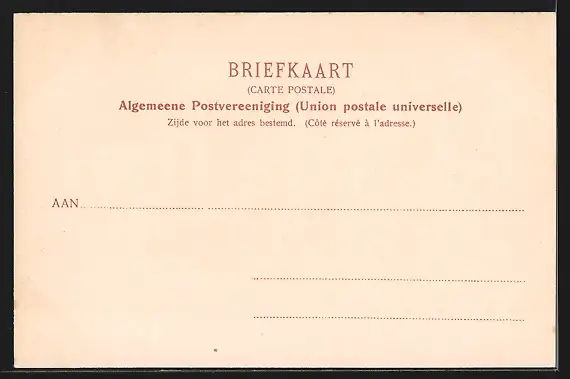 BRIEFKAART
(CARTE POSTALE)
Algemeene Postvereeniging (Union postale universelle)
Zijde voor het adres bestemd. (Côté réservé à l'adresse.)
AAN